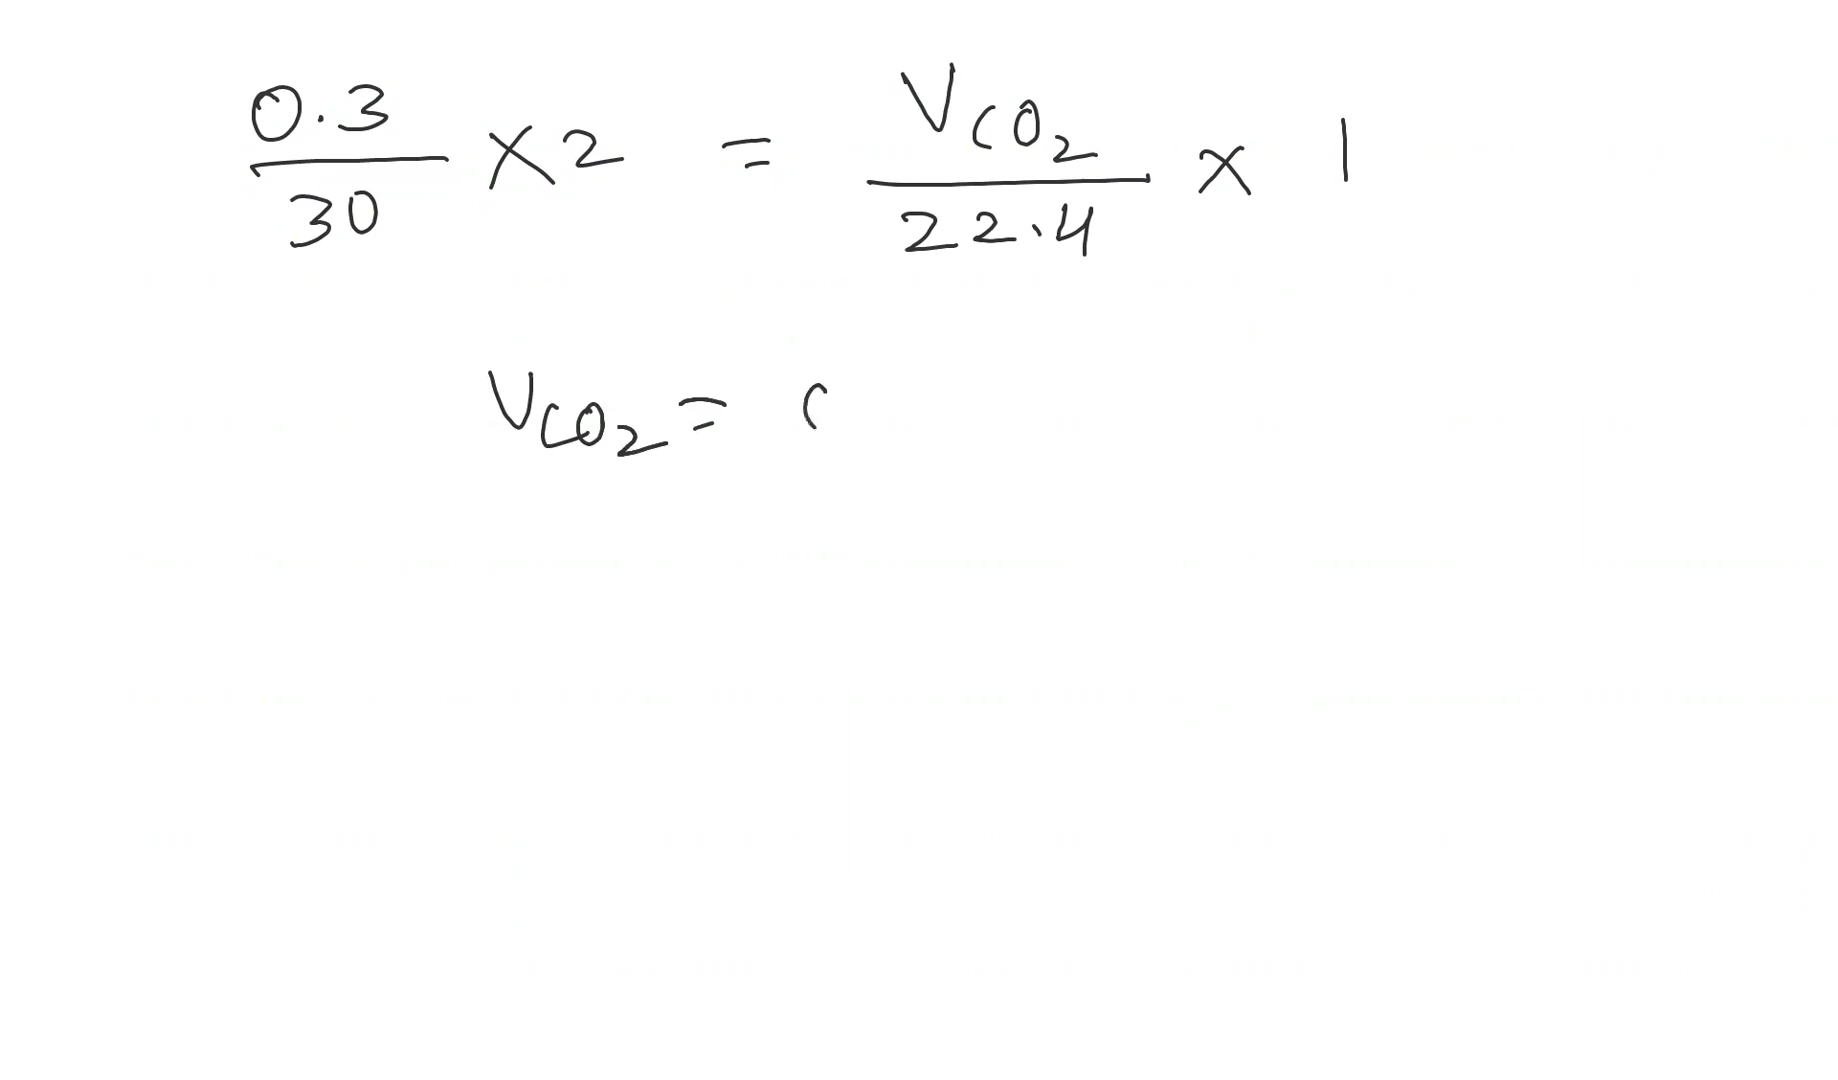 0.3/30 × 2 = V_CO₂/22.4 × 1
V_CO₂ =